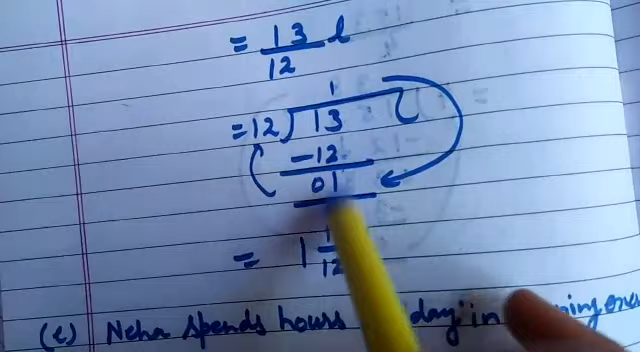 = 13/12 l
1
= 12) 13
-12
01
= 1 1/12
(c) Neha spends hours day in